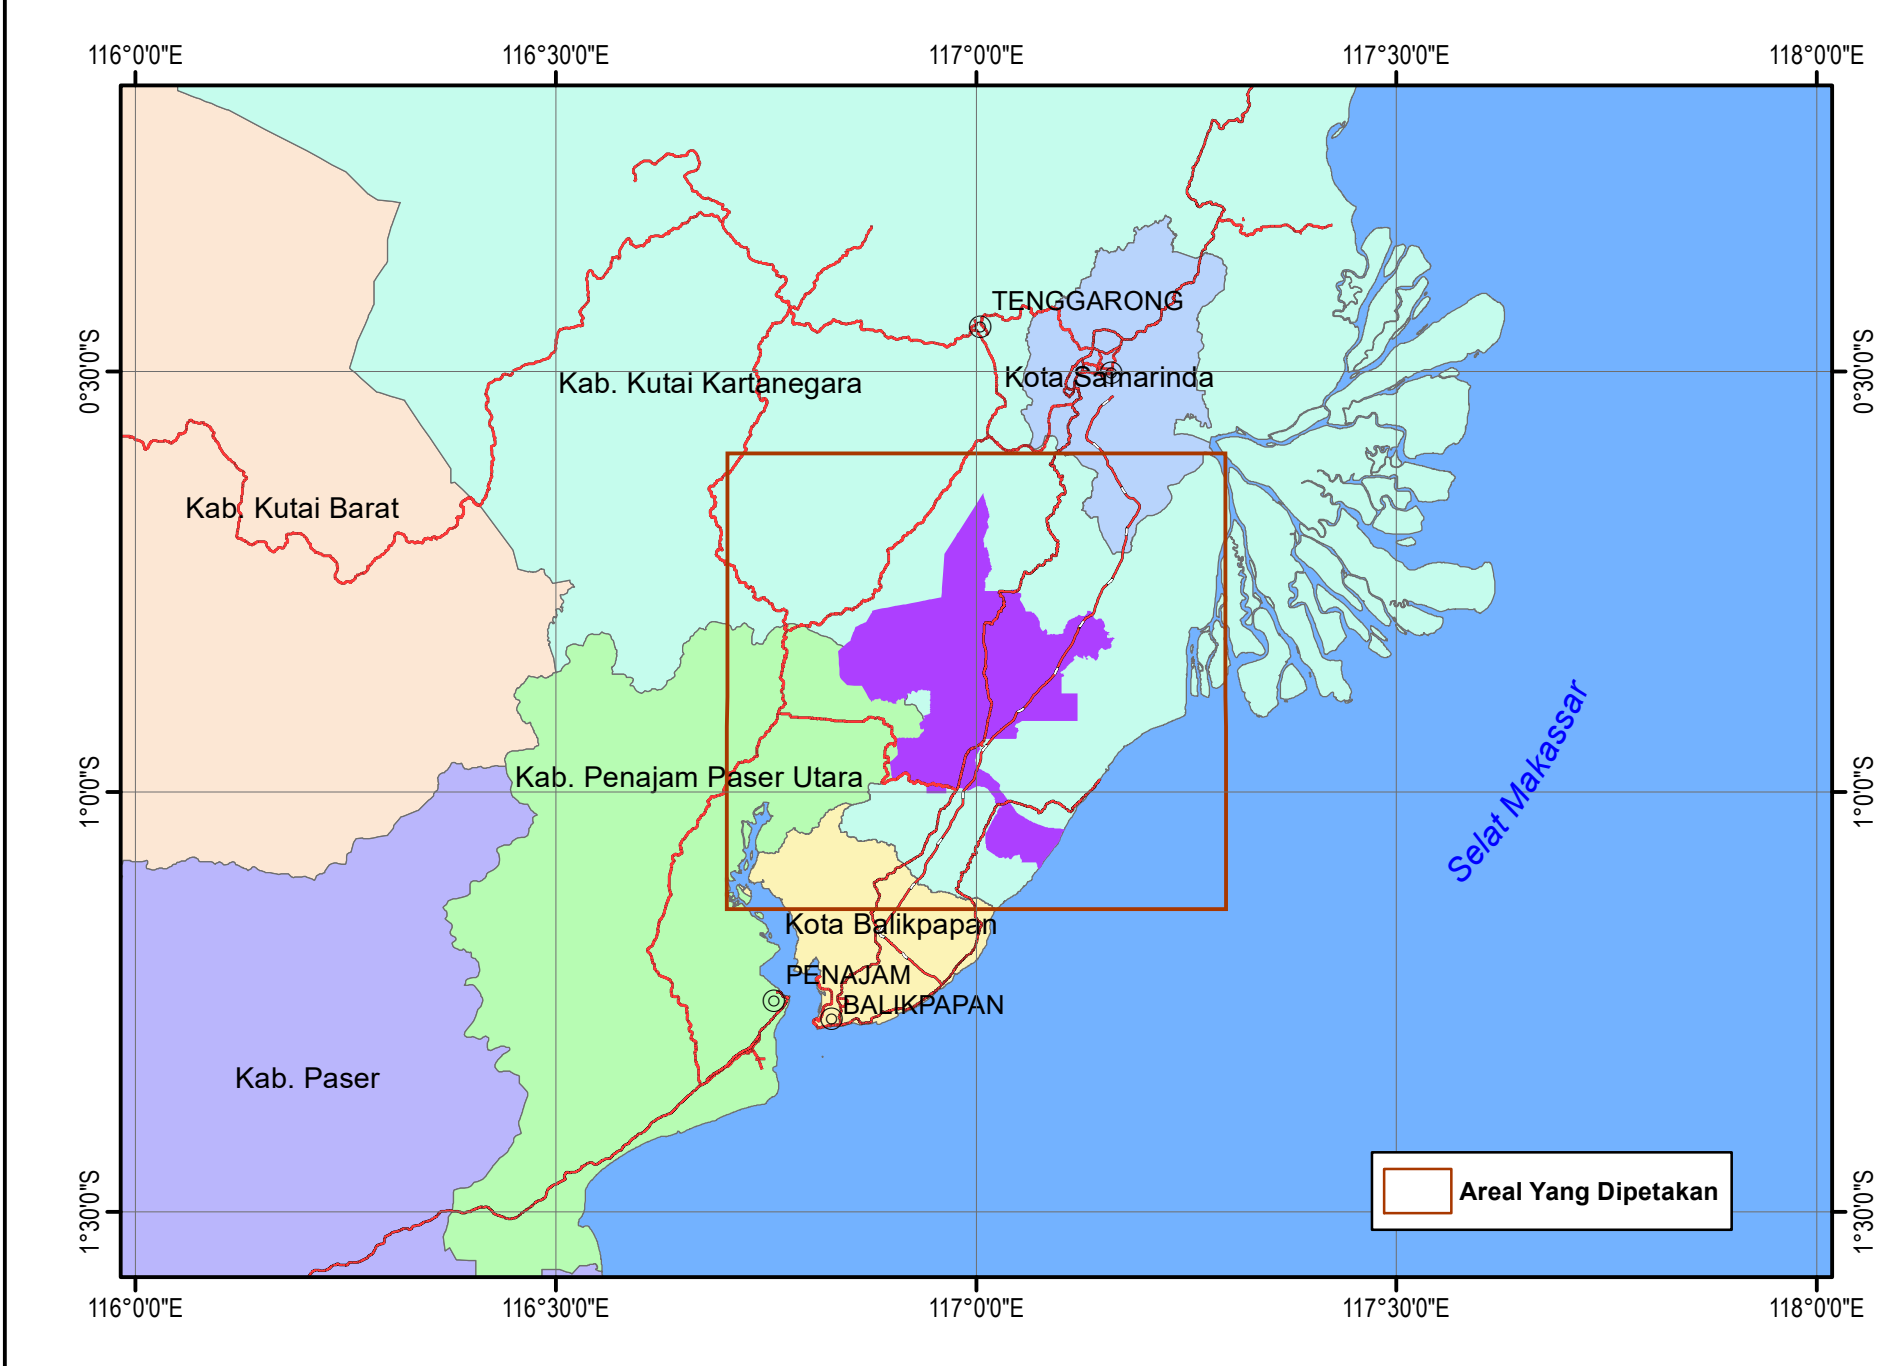 116°0'0"E
116°30'0"E
117°0'0"E
117°30'0"E
118°0'0"E
TENGGARONG
0°30'0"S
0°30'0"S
Kab. Kutai Kartanegara
Kota Samarinda
Kab. Kutai Barat
Selat Makassar
Kab. Penajam Paser Utara
1°0'0"S
1°0'0"S
Kota Balikpapan
PENAJAM
BALIKPAPAN
Kab. Paser
Areal Yang Dipetakan
1°30'0"S
1°30'0"S
116°0'0"E
116°30'0"E
117°0'0"E
117°30'0"E
118°0'0"E